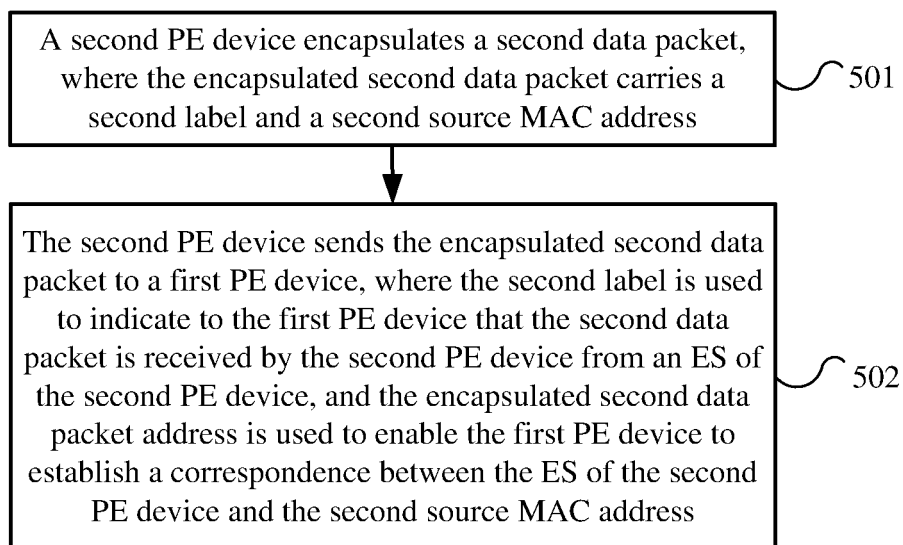 A second PE device encapsulates a second data packet,
where the encapsulated second data packet carries a
second label and a second source MAC address
501
The second PE device sends the encapsulated second data
packet to a first PE device, where the second label is used
to indicate to the first PE device that the second data
packet is received by the second PE device from an ES of
the second PE device, and the encapsulated second data
packet address is used to enable the first PE device to
establish a correspondence between the ES of the second
PE device and the second source MAC address
502